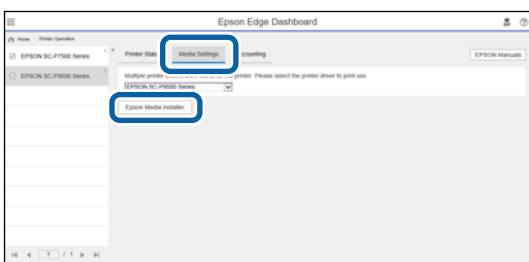 Epson Edge Dashboard
Home / Printer Operation
EPSON SC-P7500 Series
EPSON SC-P9500 Series
Printer Stat
Media Settings
counting
EPSON Manuals
Multiple printer for the printer. Please select the printer driver to print use.
EPSON SC-P9500 Series
Epson Media Installer
1 / 1